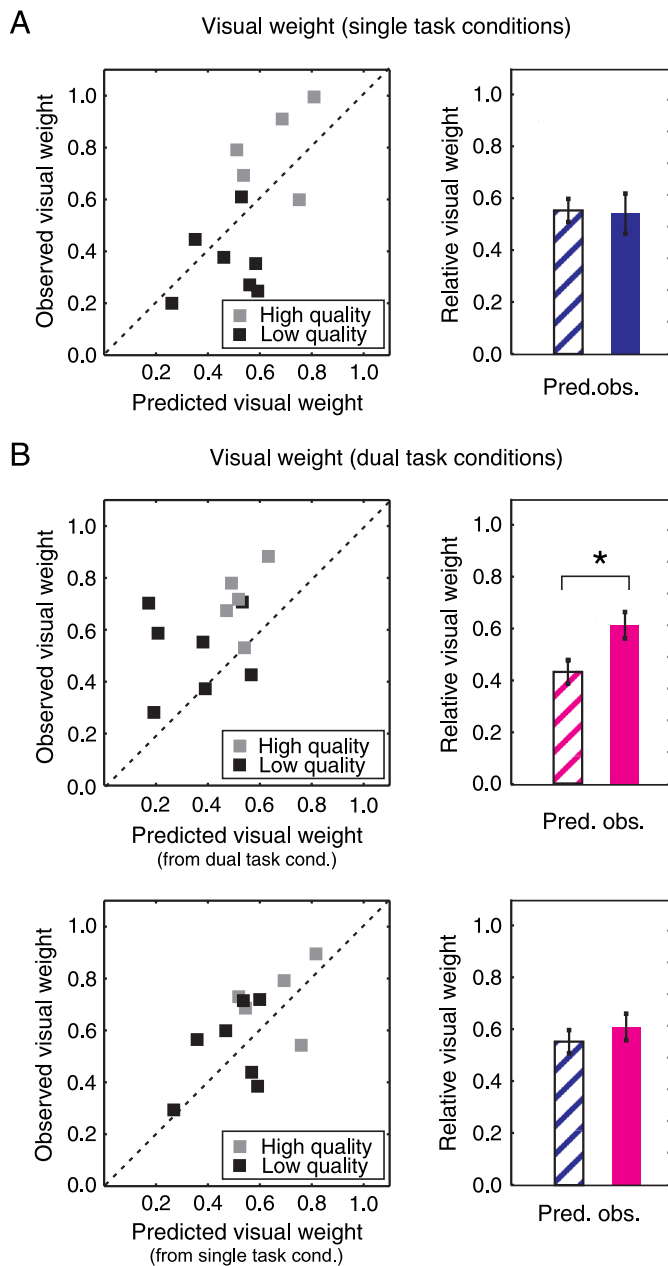 A
Visual weight (single task conditions)
Observed visual weight
1.0
0.8
0.6
0.4
0.2
0.0
High quality
Low quality
0.2 0.4 0.6 0.8 1.0
Predicted visual weight
Relative visual weight
1.0
0.8
0.6
0.4
0.2
0.0
Pred.obs.
B
Visual weight (dual task conditions)
Observed visual weight
1.0
0.8
0.6
0.4
0.2
0.0
High quality
Low quality
0.2 0.4 0.6 0.8 1.0
Predicted visual weight
(from dual task cond.)
Relative visual weight
1.0
0.8
0.6
0.4
0.2
0.0
*
Pred. obs.
Observed visual weight
1.0
0.8
0.6
0.4
0.2
0.0
High quality
Low quality
0.2 0.4 0.6 0.8 1.0
Predicted visual weight
(from single task cond.)
Relative visual weight
1.0
0.8
0.6
0.4
0.2
0.0
Pred. obs.